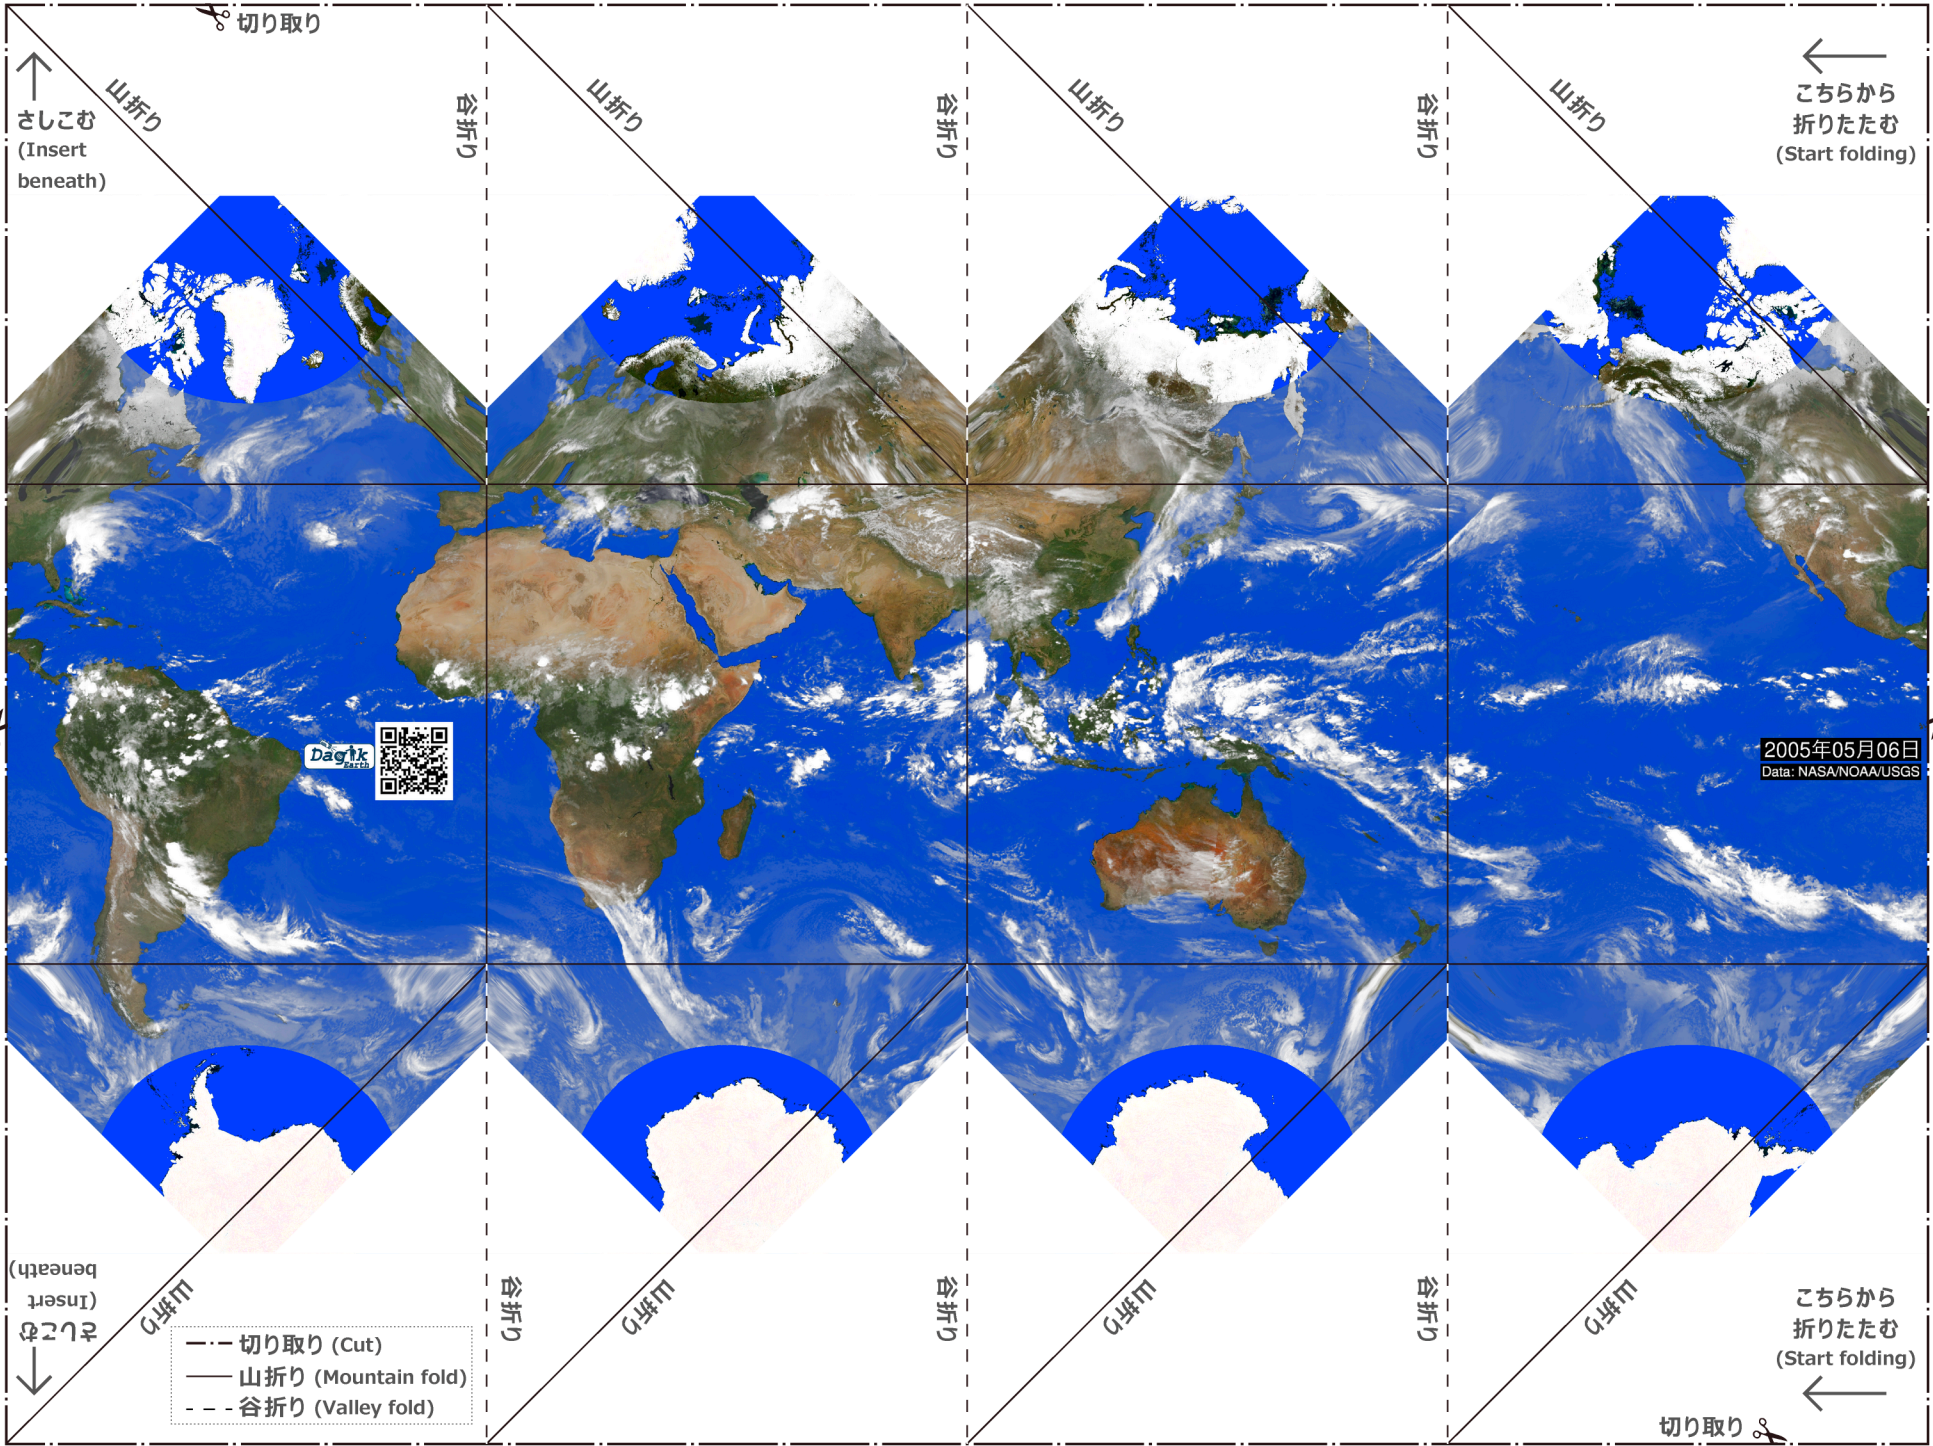 切り取り
山折り
谷折り
山折り
谷折り
山折り
谷折り
山折り
さしこむ
(Insert
beneath)
こちらから
折りたたむ
(Start folding)
Dagik
Earth
2005年05月06日
Data: NASA/NOAA/USGS
さしこむ
(Insert
beneath)
山折り
谷折り
山折り
谷折り
山折り
谷折り
山折り
こちらから
折りたたむ
(Start folding)
切り取り (Cut)
山折り (Mountain fold)
谷折り (Valley fold)
切り取り